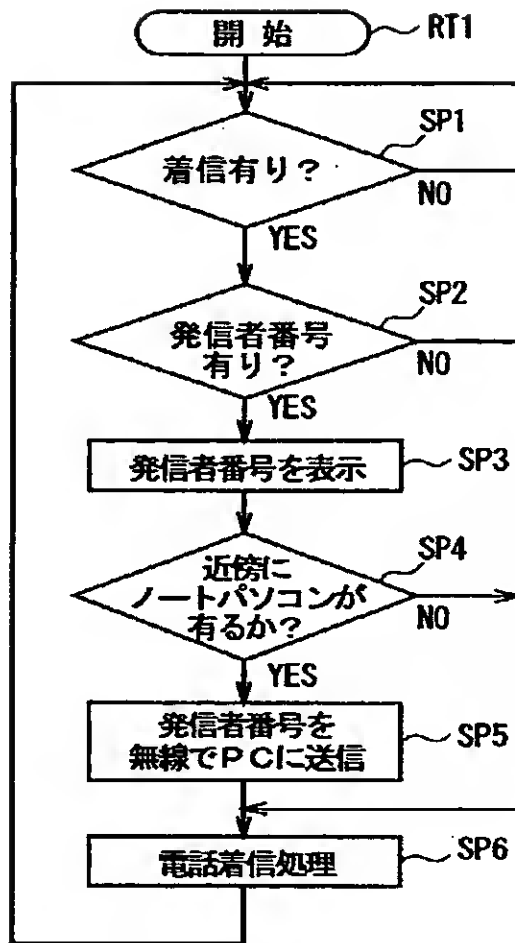 開 始
RT1
SP1
着信有り？
NO
YES
SP2
発信者番号
有り？
NO
YES
発信者番号を表示
SP3
SP4
近傍に
ノートパソコンが
有るか？
NO
YES
発信者番号を
無線でＰＣに送信
SP5
電話着信処理
SP6